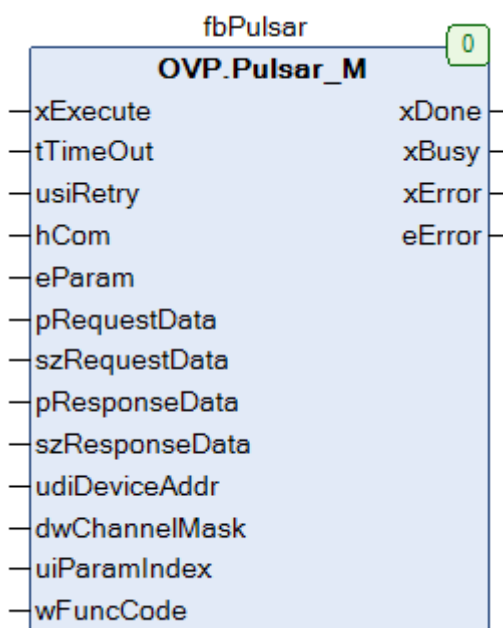 fbPulsar
0
OVP.Pulsar_M
xExecute xDone
tTimeOut xBusy
usiRetry xError
hCom eError
eParam
pRequestData
szRequestData
pResponseData
szResponseData
udiDeviceAddr
dwChannelMask
uiParamIndex
wFuncCode